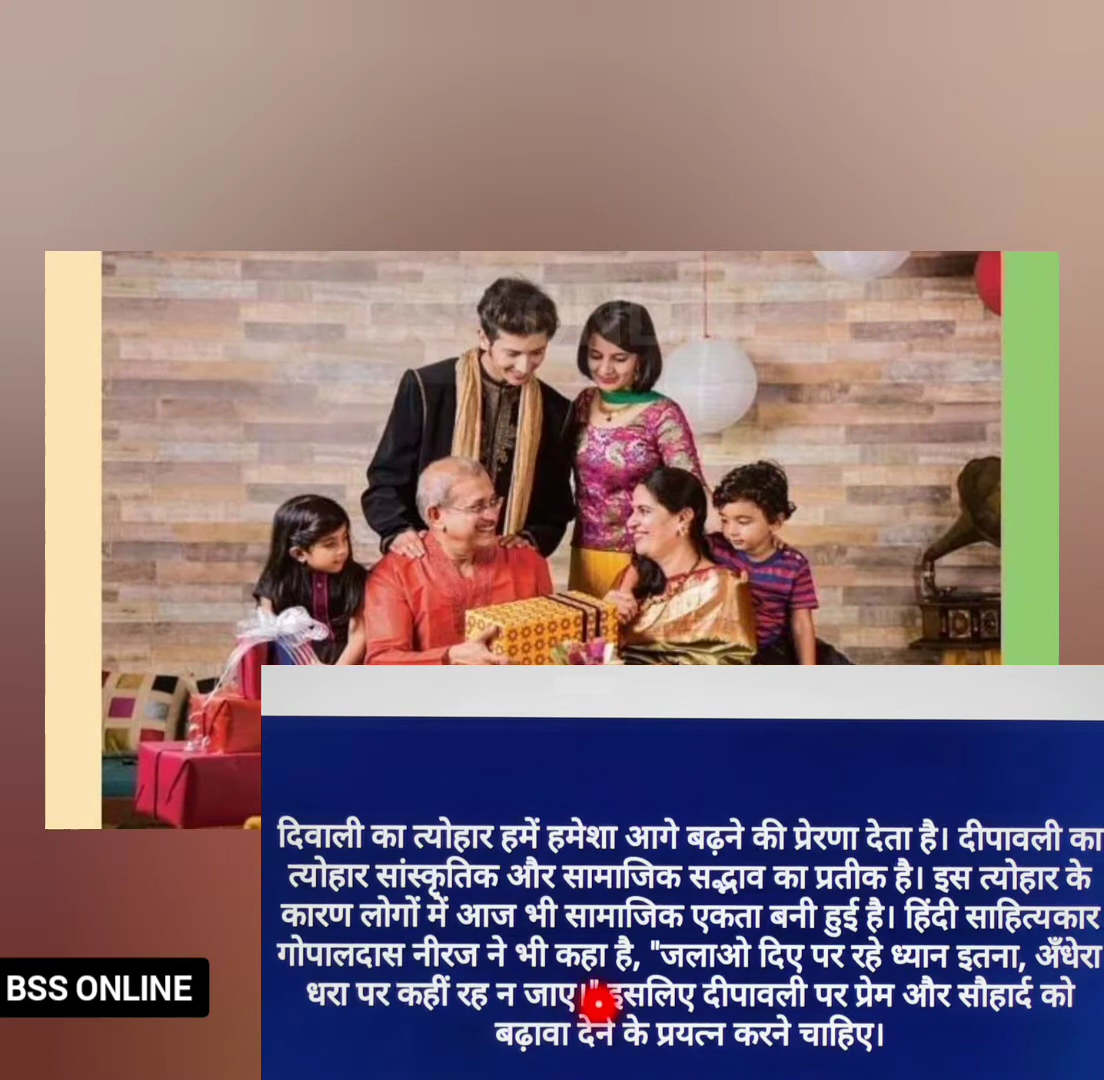 दिवाली का त्योहार हमें हमेशा आगे बढ़ने की प्रेरणा देता है। दीपावली का
त्योहार सांस्कृतिक और सामाजिक सद्भाव का प्रतीक है। इस त्योहार के
कारण लोगों में आज भी सामाजिक एकता बनी हुई है। हिंदी साहित्यकार
गोपालदास नीरज ने भी कहा है, "जलाओ दिए पर रहे ध्यान इतना, अँधेरा
धरा पर कहीं रह न जाए।" इसलिए दीपावली पर प्रेम और सौहार्द को
बढ़ावा देने के प्रयत्न करने चाहिए।
BSS ONLINE